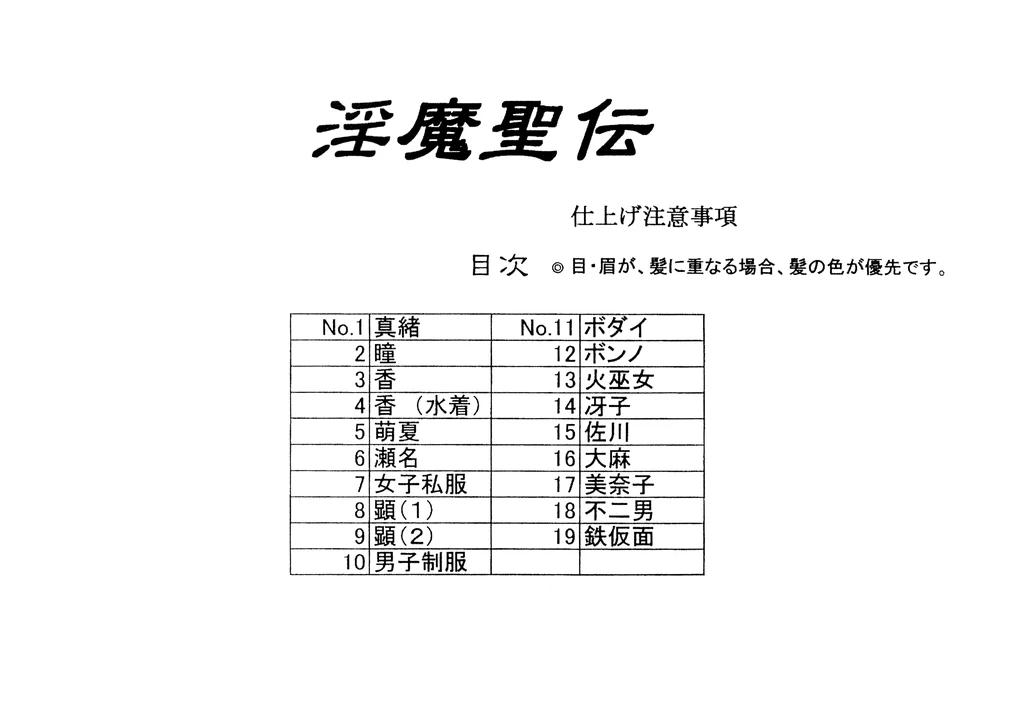 淫魔聖伝
仕上げ注意事項
目次 ◎ 目・眉が、髪に重なる場合、髪の色が優先です。
No.1 真緒 No.11 ボダイ
2 瞳 12 ボンノ
3 香 13 火巫女
4 香 （水着） 14 冴子
5 萌夏 15 佐川
6 瀬名 16 大麻
7 女子私服 17 美奈子
8 顕（１） 18 不二男
9 顕（２） 19 鉄仮面
10 男子制服